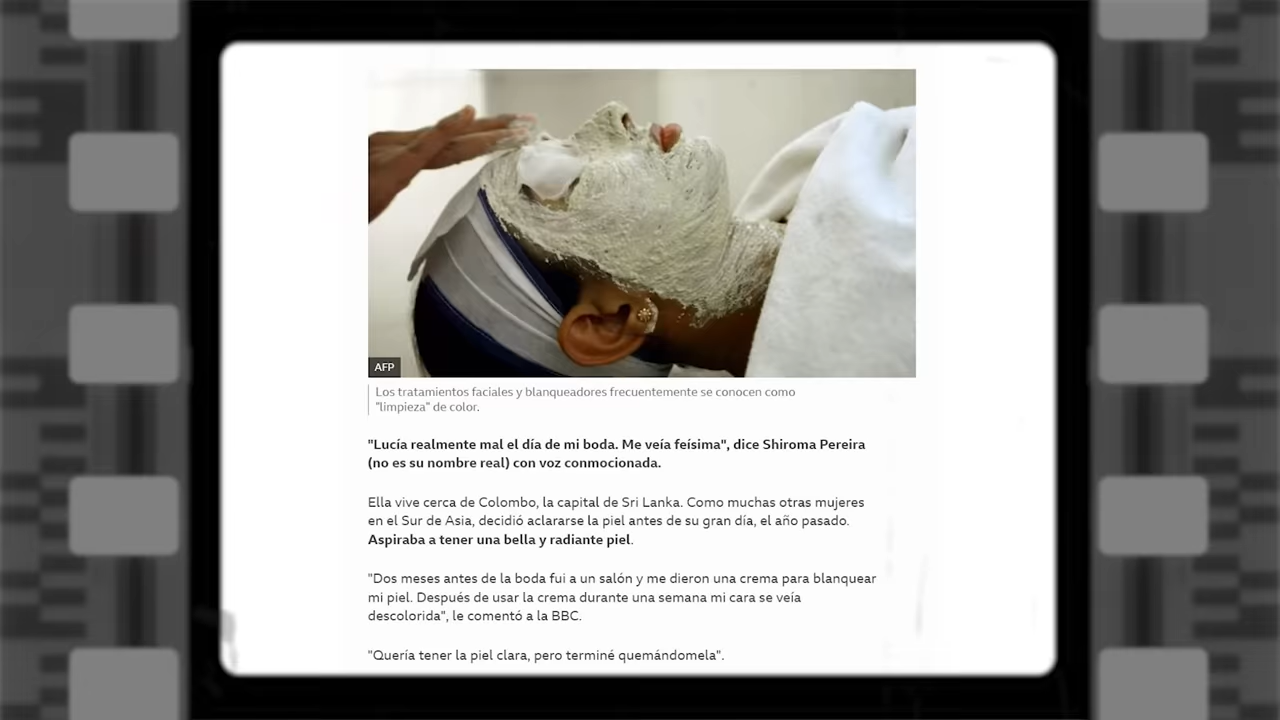 AFP
Los tratamientos faciales y blanqueadores frecuentemente se conocen como
"limpieza" de color.
"Lucía realmente mal el día de mi boda. Me veía feísima", dice Shiroma Pereira
(no es su nombre real) con voz conmocionada.
Ella vive cerca de Colombo, la capital de Sri Lanka. Como muchas otras mujeres
en el Sur de Asia, decidió aclararse la piel antes de su gran día, el año pasado.
Aspiraba a tener una bella y radiante piel.
"Dos meses antes de la boda fui a un salón y me dieron una crema para blanquear
mi piel. Después de usar la crema durante una semana mi cara se veía
descolorida", le comentó a la BBC.
"Quería tener la piel clara, pero terminé quemándomela".